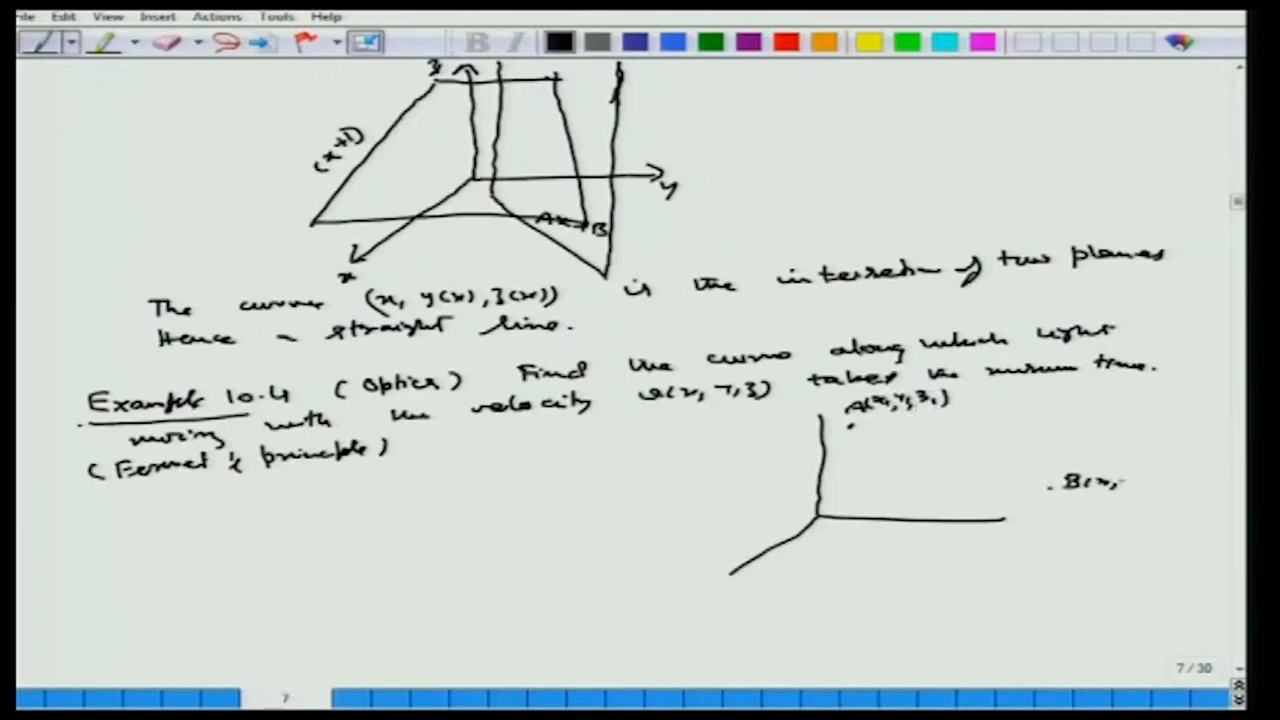 File Edit View Insert Actions Tools Help
z
(x+1)
y
Ax+B
x
The curve (x, y(x), z(x)) is the intersection of two planes
Hence a straight line.
Example 10.4 (Optics) Find the curve along which light
moving with the velocity v(x, y, z) takes the minimum time.
(Fermat's principle)
A(x₁, y₁, z₁)
B(x,
7 / 30
7